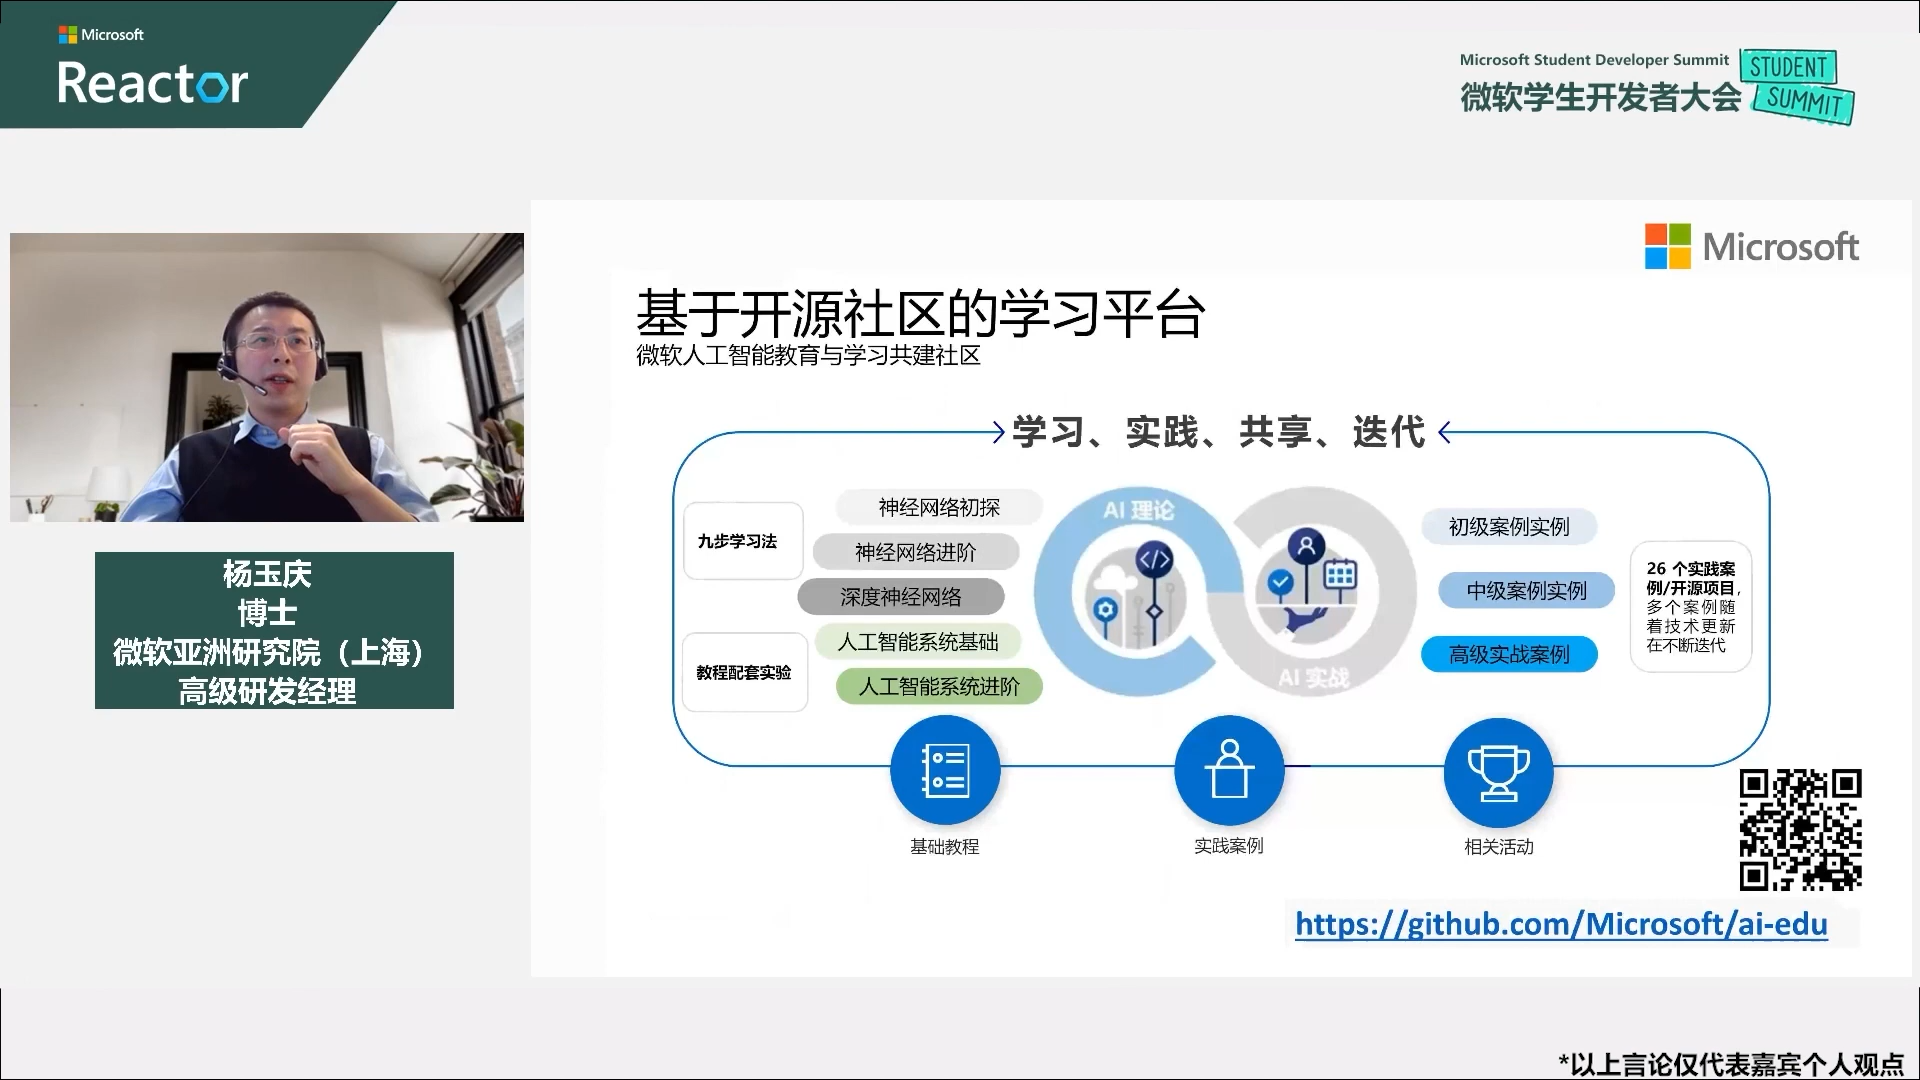 Microsoft
Reactor
Microsoft Student Developer Summit
微软学生开发者大会
STUDENT
SUMMIT
Microsoft
基于开源社区的学习平台
微软人工智能教育与学习共建社区
学习、实践、共享、迭代
九步学习法
教程配套实验
神经网络初探
神经网络进阶
深度神经网络
人工智能系统基础
人工智能系统进阶
AI 理论
AI 实战
初级案例实例
中级案例实例
高级实战案例
26 个实践案
例/开源项目，
多个案例随
着技术更新
在不断迭代
基础教程
实践案例
相关活动
https://github.com/Microsoft/ai-edu
杨玉庆
博士
微软亚洲研究院（上海）
高级研发经理
*以上言论仅代表嘉宾个人观点